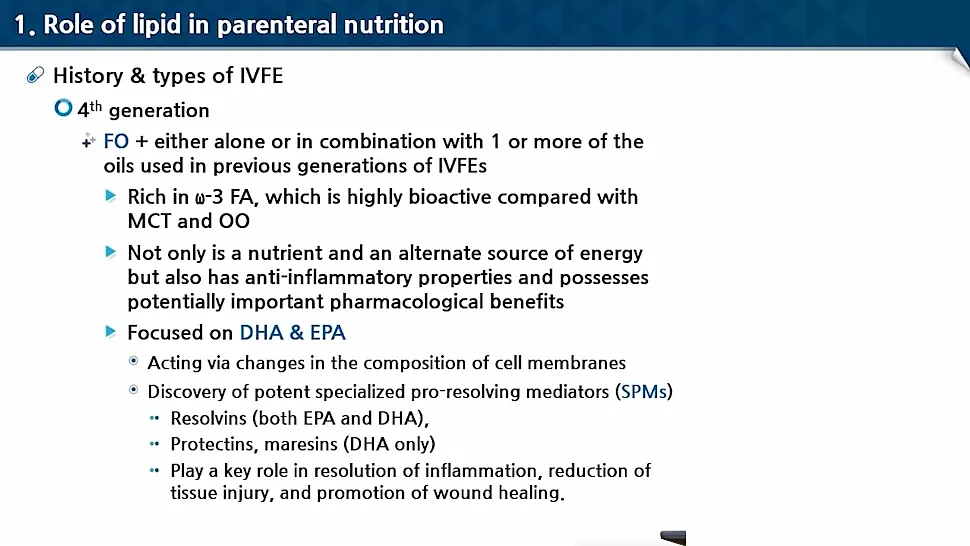 1. Role of lipid in parenteral nutrition
History & types of IVFE
4th generation
FO + either alone or in combination with 1 or more of the
oils used in previous generations of IVFEs
Rich in ω-3 FA, which is highly bioactive compared with
MCT and OO
Not only is a nutrient and an alternate source of energy
but also has anti-inflammatory properties and possesses
potentially important pharmacological benefits
Focused on DHA & EPA
Acting via changes in the composition of cell membranes
Discovery of potent specialized pro-resolving mediators (SPMs)
Resolvins (both EPA and DHA),
Protectins, maresins (DHA only)
Play a key role in resolution of inflammation, reduction of
tissue injury, and promotion of wound healing.